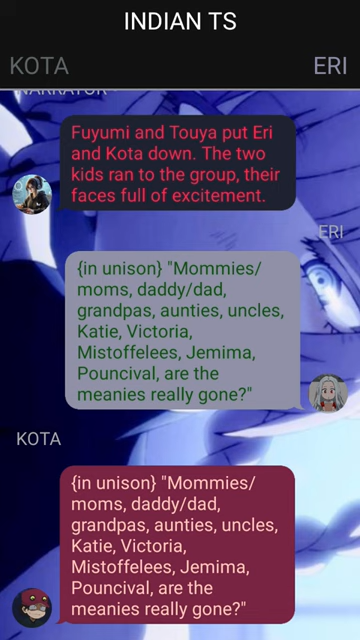 INDIAN TS
KOTA
ERI
NARRATOR
Fuyumi and Touya put Eri
and Kota down. The two
kids ran to the group, their
faces full of excitement.
ERI
{in unison} "Mommies/
moms, daddy/dad,
grandpas, aunties, uncles,
Katie, Victoria,
Mistoffelees, Jemima,
Pouncival, are the
meanies really gone?"
KOTA
{in unison} "Mommies/
moms, daddy/dad,
grandpas, aunties, uncles,
Katie, Victoria,
Mistoffelees, Jemima,
Pouncival, are the
meanies really gone?"